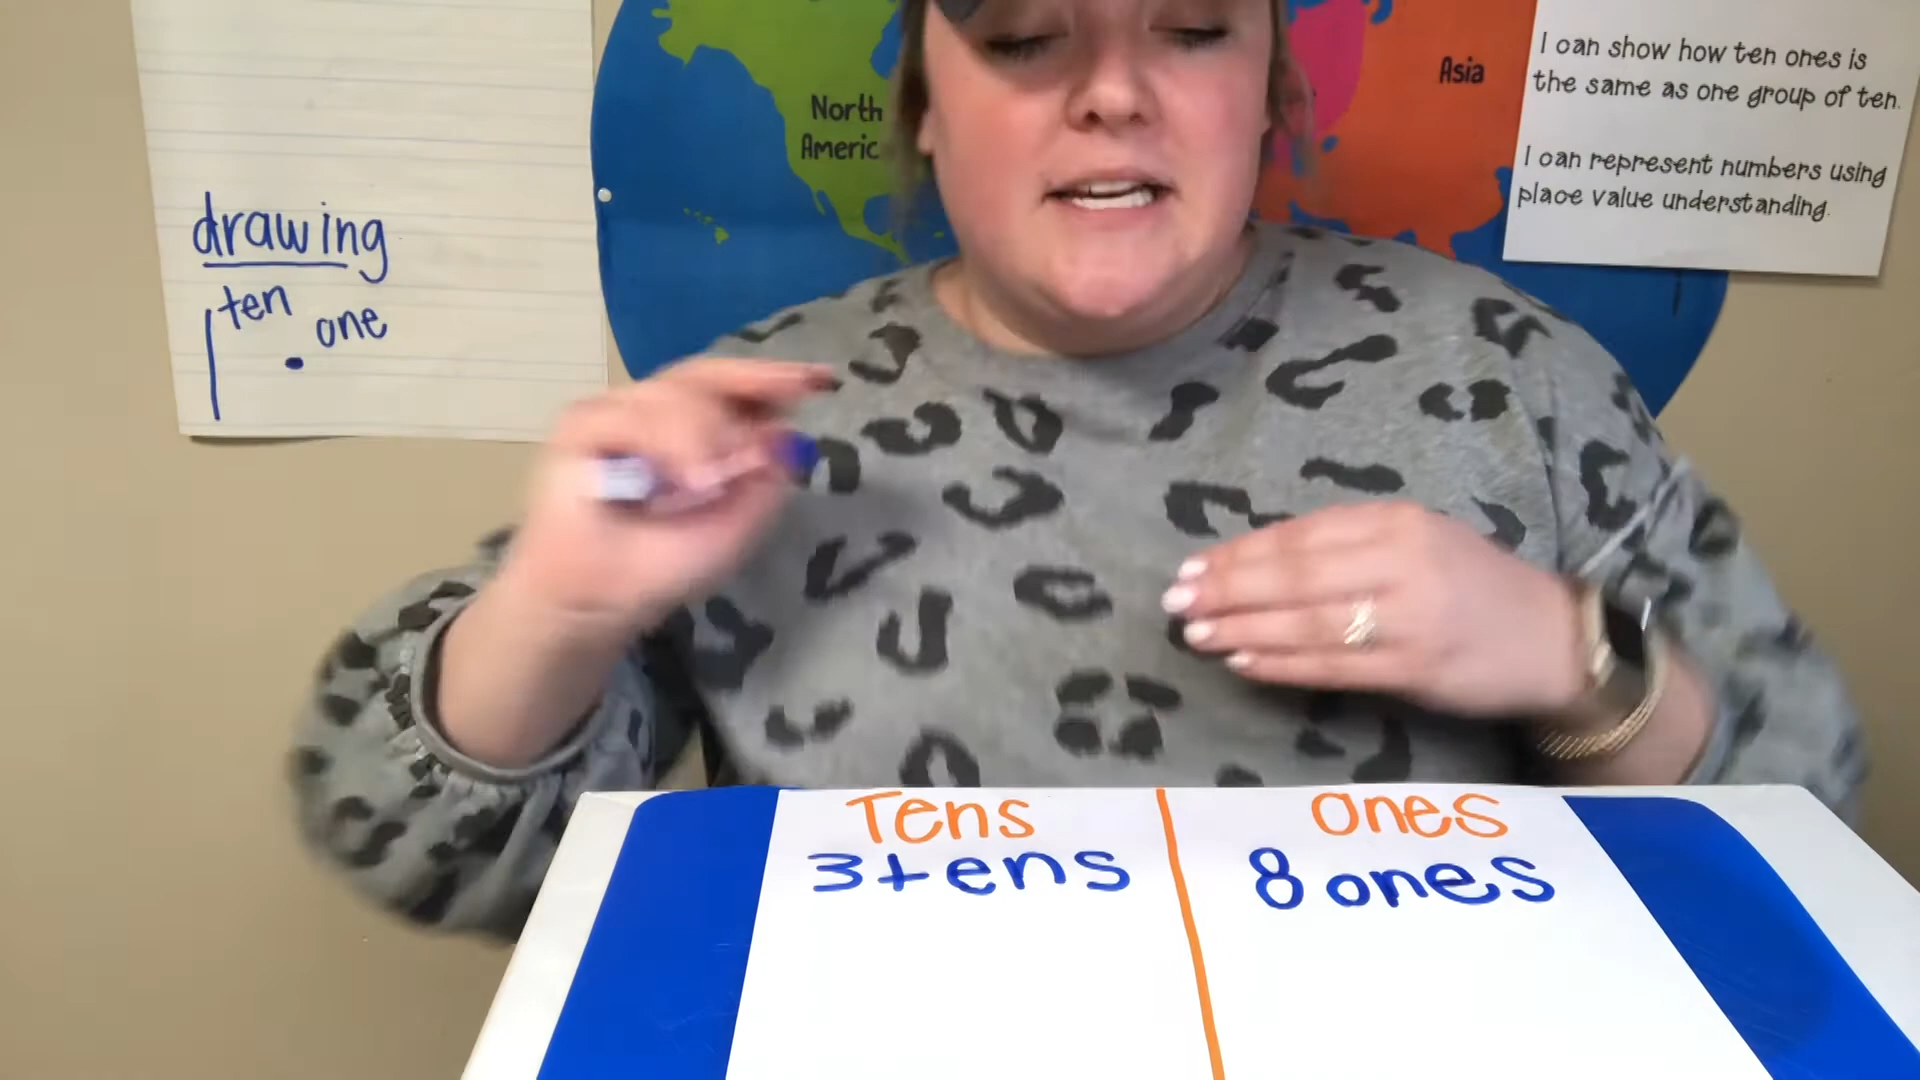 drawing
ten
one
North
Americ
Asia
I can show how ten ones is
the same as one group of ten.
I can represent numbers using
place value understanding.
Tens
ones
3 tens
8 ones